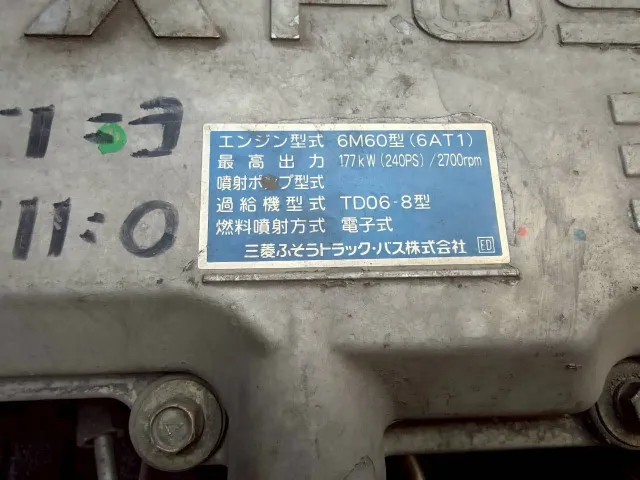 エンジン型式 6M60型(6AT1)
最高出力 177kW(240PS)/2700rpm
噴射ポンプ型式
過給機型式 TD06-8型
燃料噴射方式 電子式
三菱ふそうトラック・バス株式会社 ED